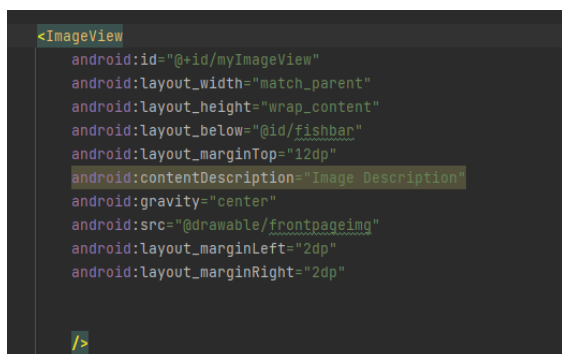 <ImageView
android:id="@+id/myImageView"
android:layout_width="match_parent"
android:layout_height="wrap_content"
android:layout_below="@id/fishbar"
android:layout_marginTop="12dp"
android:contentDescription="Image Description"
android:gravity="center"
android:src="@drawable/frontpageimg"
android:layout_marginLeft="2dp"
android:layout_marginRight="2dp"
/>